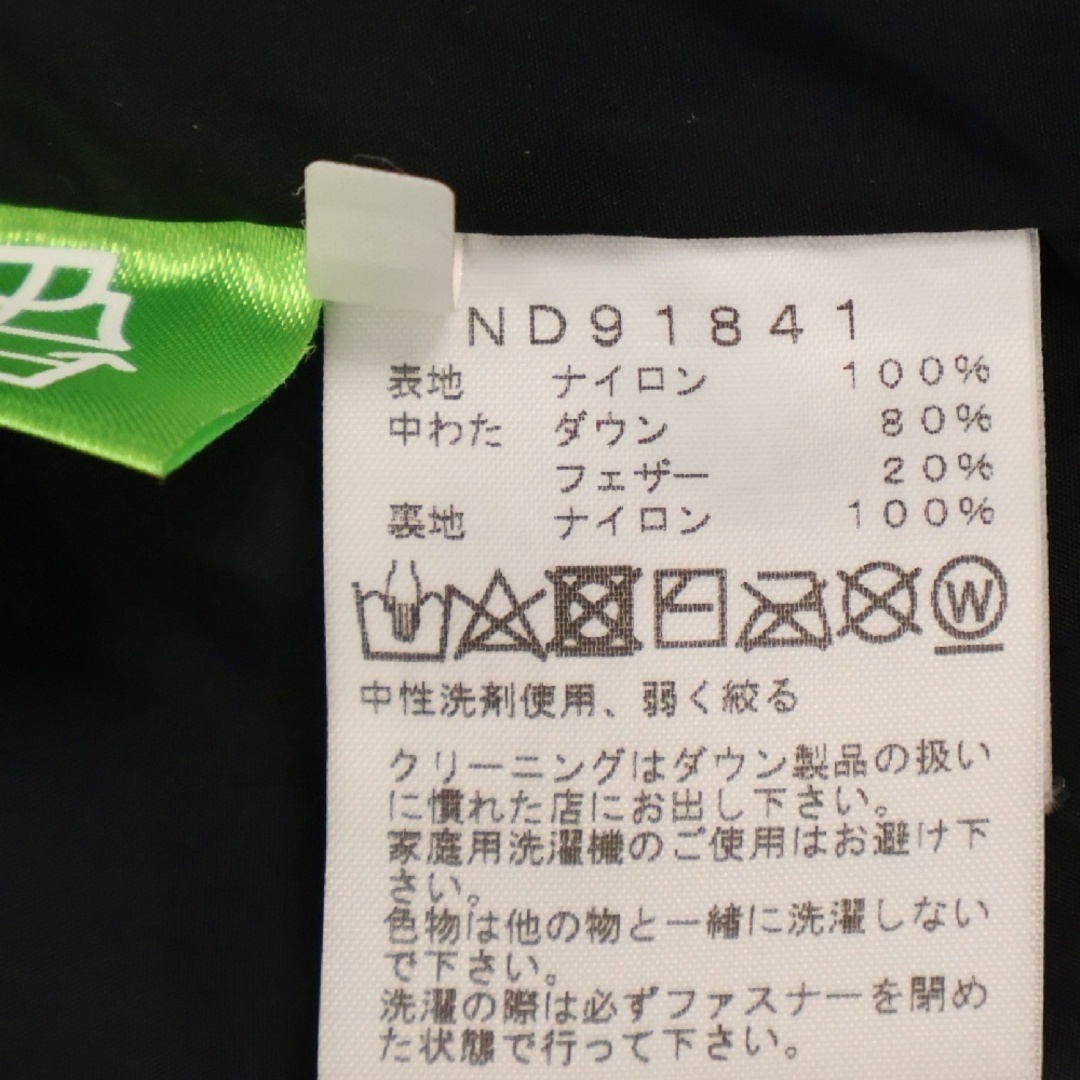 ND91841
表地 ナイロン 100%
中わた ダウン 80%
フェザー 20%
裏地 ナイロン 100%
W
中性洗剤使用、弱く絞る
クリーニングはダウン製品の扱い
に慣れた店にお出し下さい。
家庭用洗濯機のご使用はお避け下
さい。
色物は他の物と一緒に洗濯しない
で下さい。
洗濯の際は必ずファスナーを閉め
た状態で行って下さい。